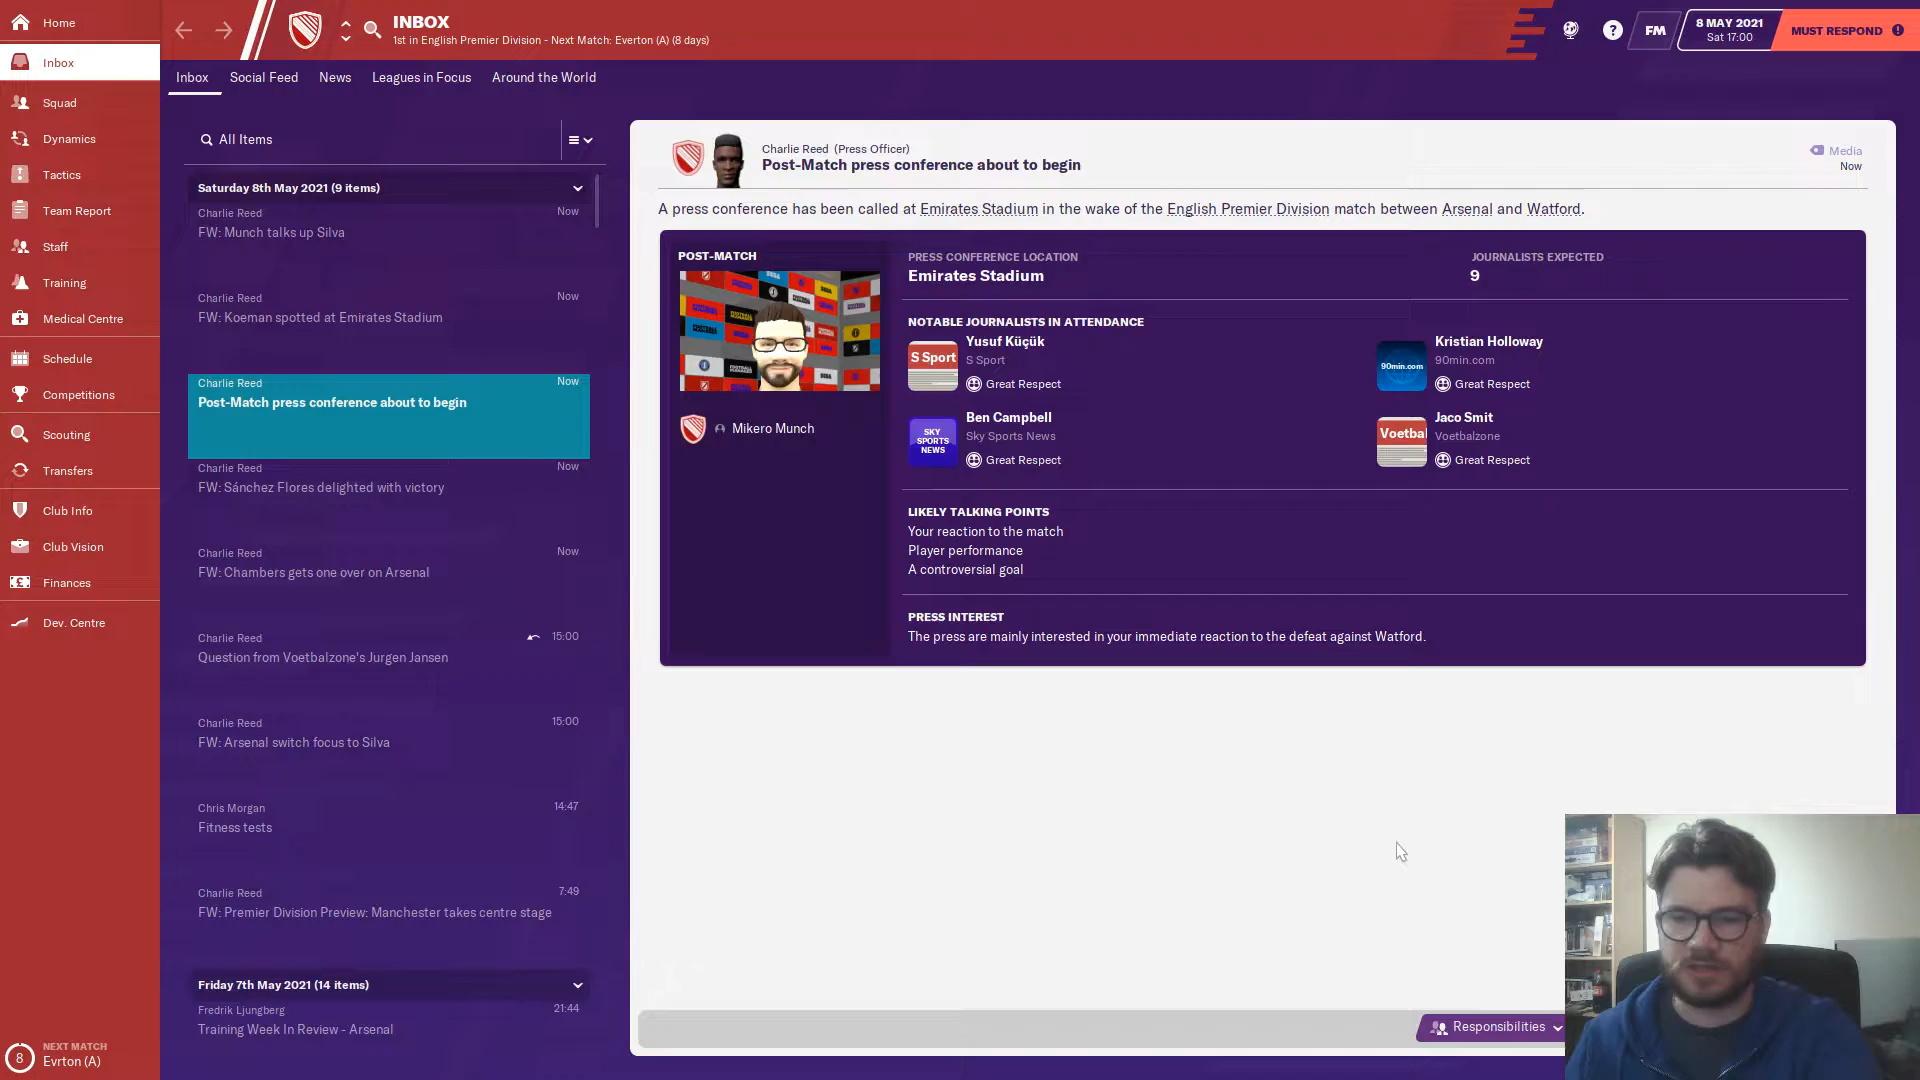 Home
Inbox
Squad
Dynamics
Tactics
Team Report
Staff
Training
Medical Centre
Schedule
Competitions
Scouting
Transfers
Club Info
Club Vision
Finances
Dev. Centre
8
NEXT MATCH
Evrton (A)
INBOX
1st in English Premier Division - Next Match: Everton (A) (8 days)
?
FM
8 MAY 2021
Sat 17:00
MUST RESPOND
Inbox
Social Feed
News
Leagues in Focus
Around the World
All Items
Saturday 8th May 2021 (9 items)
Charlie Reed
Now
FW: Munch talks up Silva
Charlie Reed
Now
FW: Koeman spotted at Emirates Stadium
Charlie Reed
Now
Post-Match press conference about to begin
Charlie Reed
Now
FW: Sánchez Flores delighted with victory
Charlie Reed
Now
FW: Chambers gets one over on Arsenal
Charlie Reed
15:00
Question from Voetbalzone's Jurgen Jansen
Charlie Reed
15:00
FW: Arsenal switch focus to Silva
Chris Morgan
14:47
Fitness tests
Charlie Reed
7:49
FW: Premier Division Preview: Manchester takes centre stage
Friday 7th May 2021 (14 items)
Fredrik Ljungberg
21:44
Training Week In Review - Arsenal
Charlie Reed (Press Officer)
Post-Match press conference about to begin
Media
Now
A press conference has been called at Emirates Stadium in the wake of the English Premier Division match between Arsenal and Watford.
POST-MATCH
Mikero Munch
PRESS CONFERENCE LOCATION
Emirates Stadium
JOURNALISTS EXPECTED
9
NOTABLE JOURNALISTS IN ATTENDANCE
S Sport
Yusuf Küçük
S Sport
Great Respect
90min.com
Kristian Holloway
90min.com
Great Respect
SKY
SPORTS
NEWS
Ben Campbell
Sky Sports News
Great Respect
Voetbal
Jaco Smit
Voetbalzone
Great Respect
LIKELY TALKING POINTS
Your reaction to the match
Player performance
A controversial goal
PRESS INTEREST
The press are mainly interested in your immediate reaction to the defeat against Watford.
Responsibilities